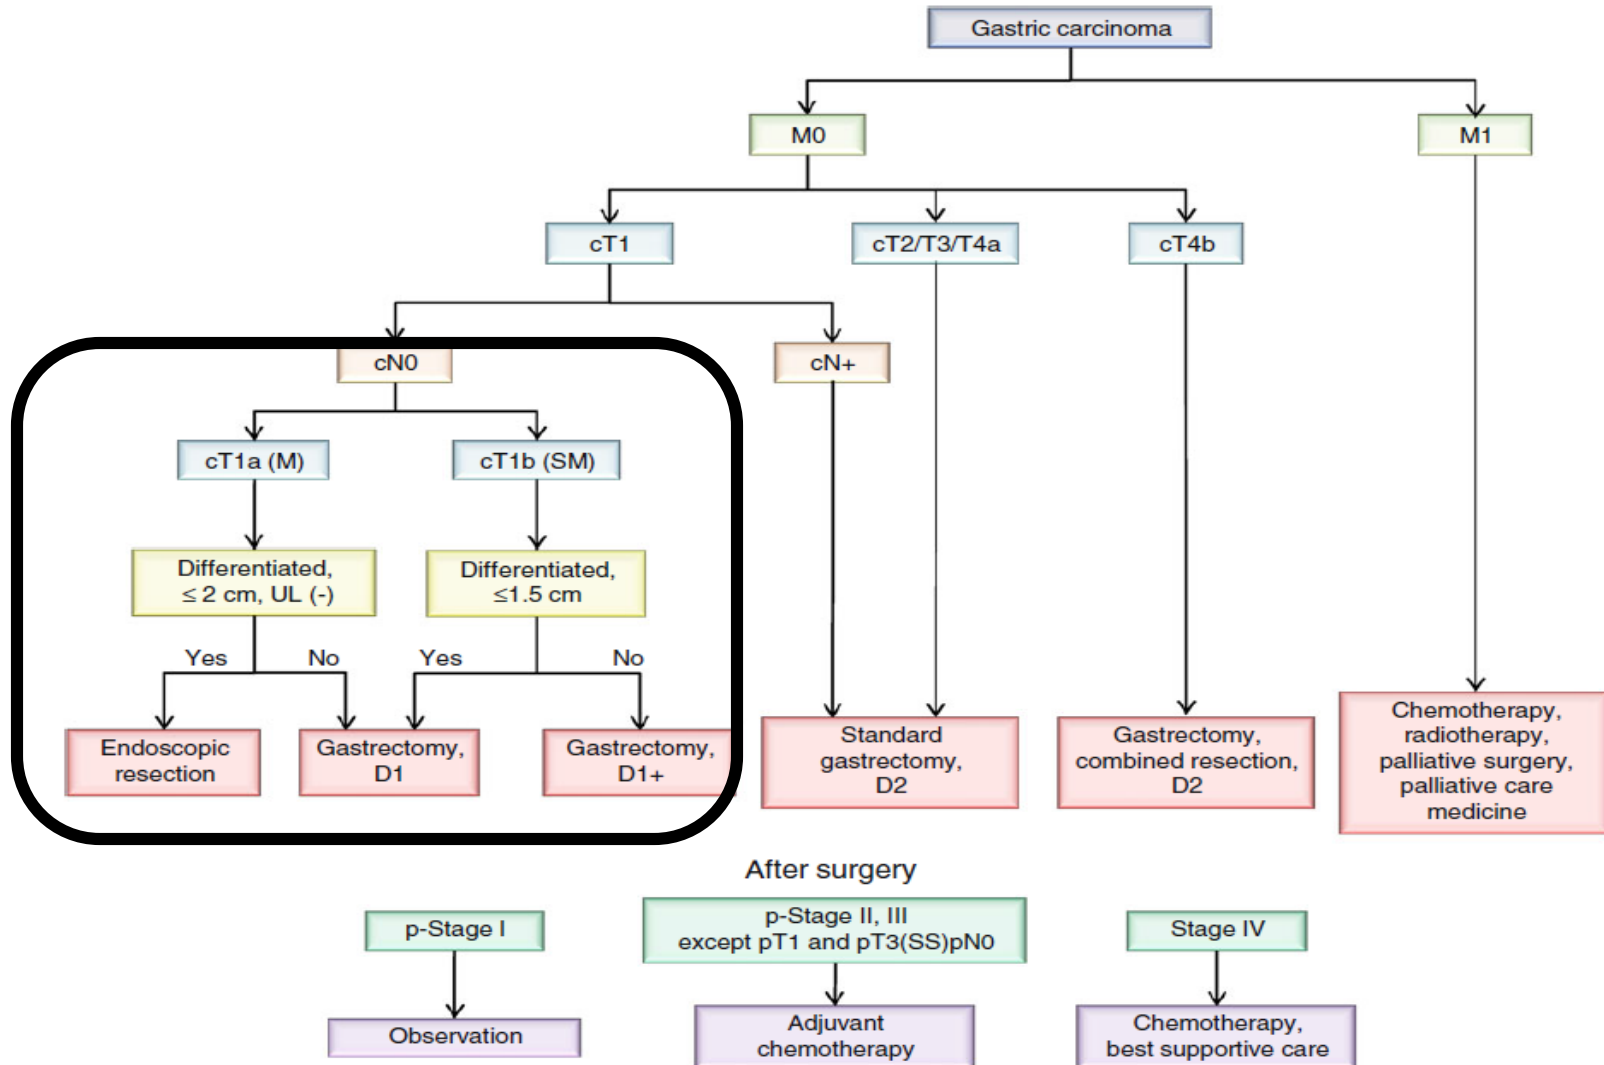 Gastric carcinoma
M0
M1
cT1
cT2/T3/T4a
cT4b
cN0
cN+
cT1a (M)
cT1b (SM)
Differentiated,
≤ 2 cm, UL (-)
Differentiated,
≤1.5 cm
Yes
No
Yes
No
Endoscopic
resection
Gastrectomy,
D1
Gastrectomy,
D1+
Standard
gastrectomy,
D2
Gastrectomy,
combined resection,
D2
Chemotherapy,
radiotherapy,
palliative surgery,
palliative care
medicine
After surgery
p-Stage I
p-Stage II, III
except pT1 and pT3(SS)pN0
Stage IV
Observation
Adjuvant
chemotherapy
Chemotherapy,
best supportive care